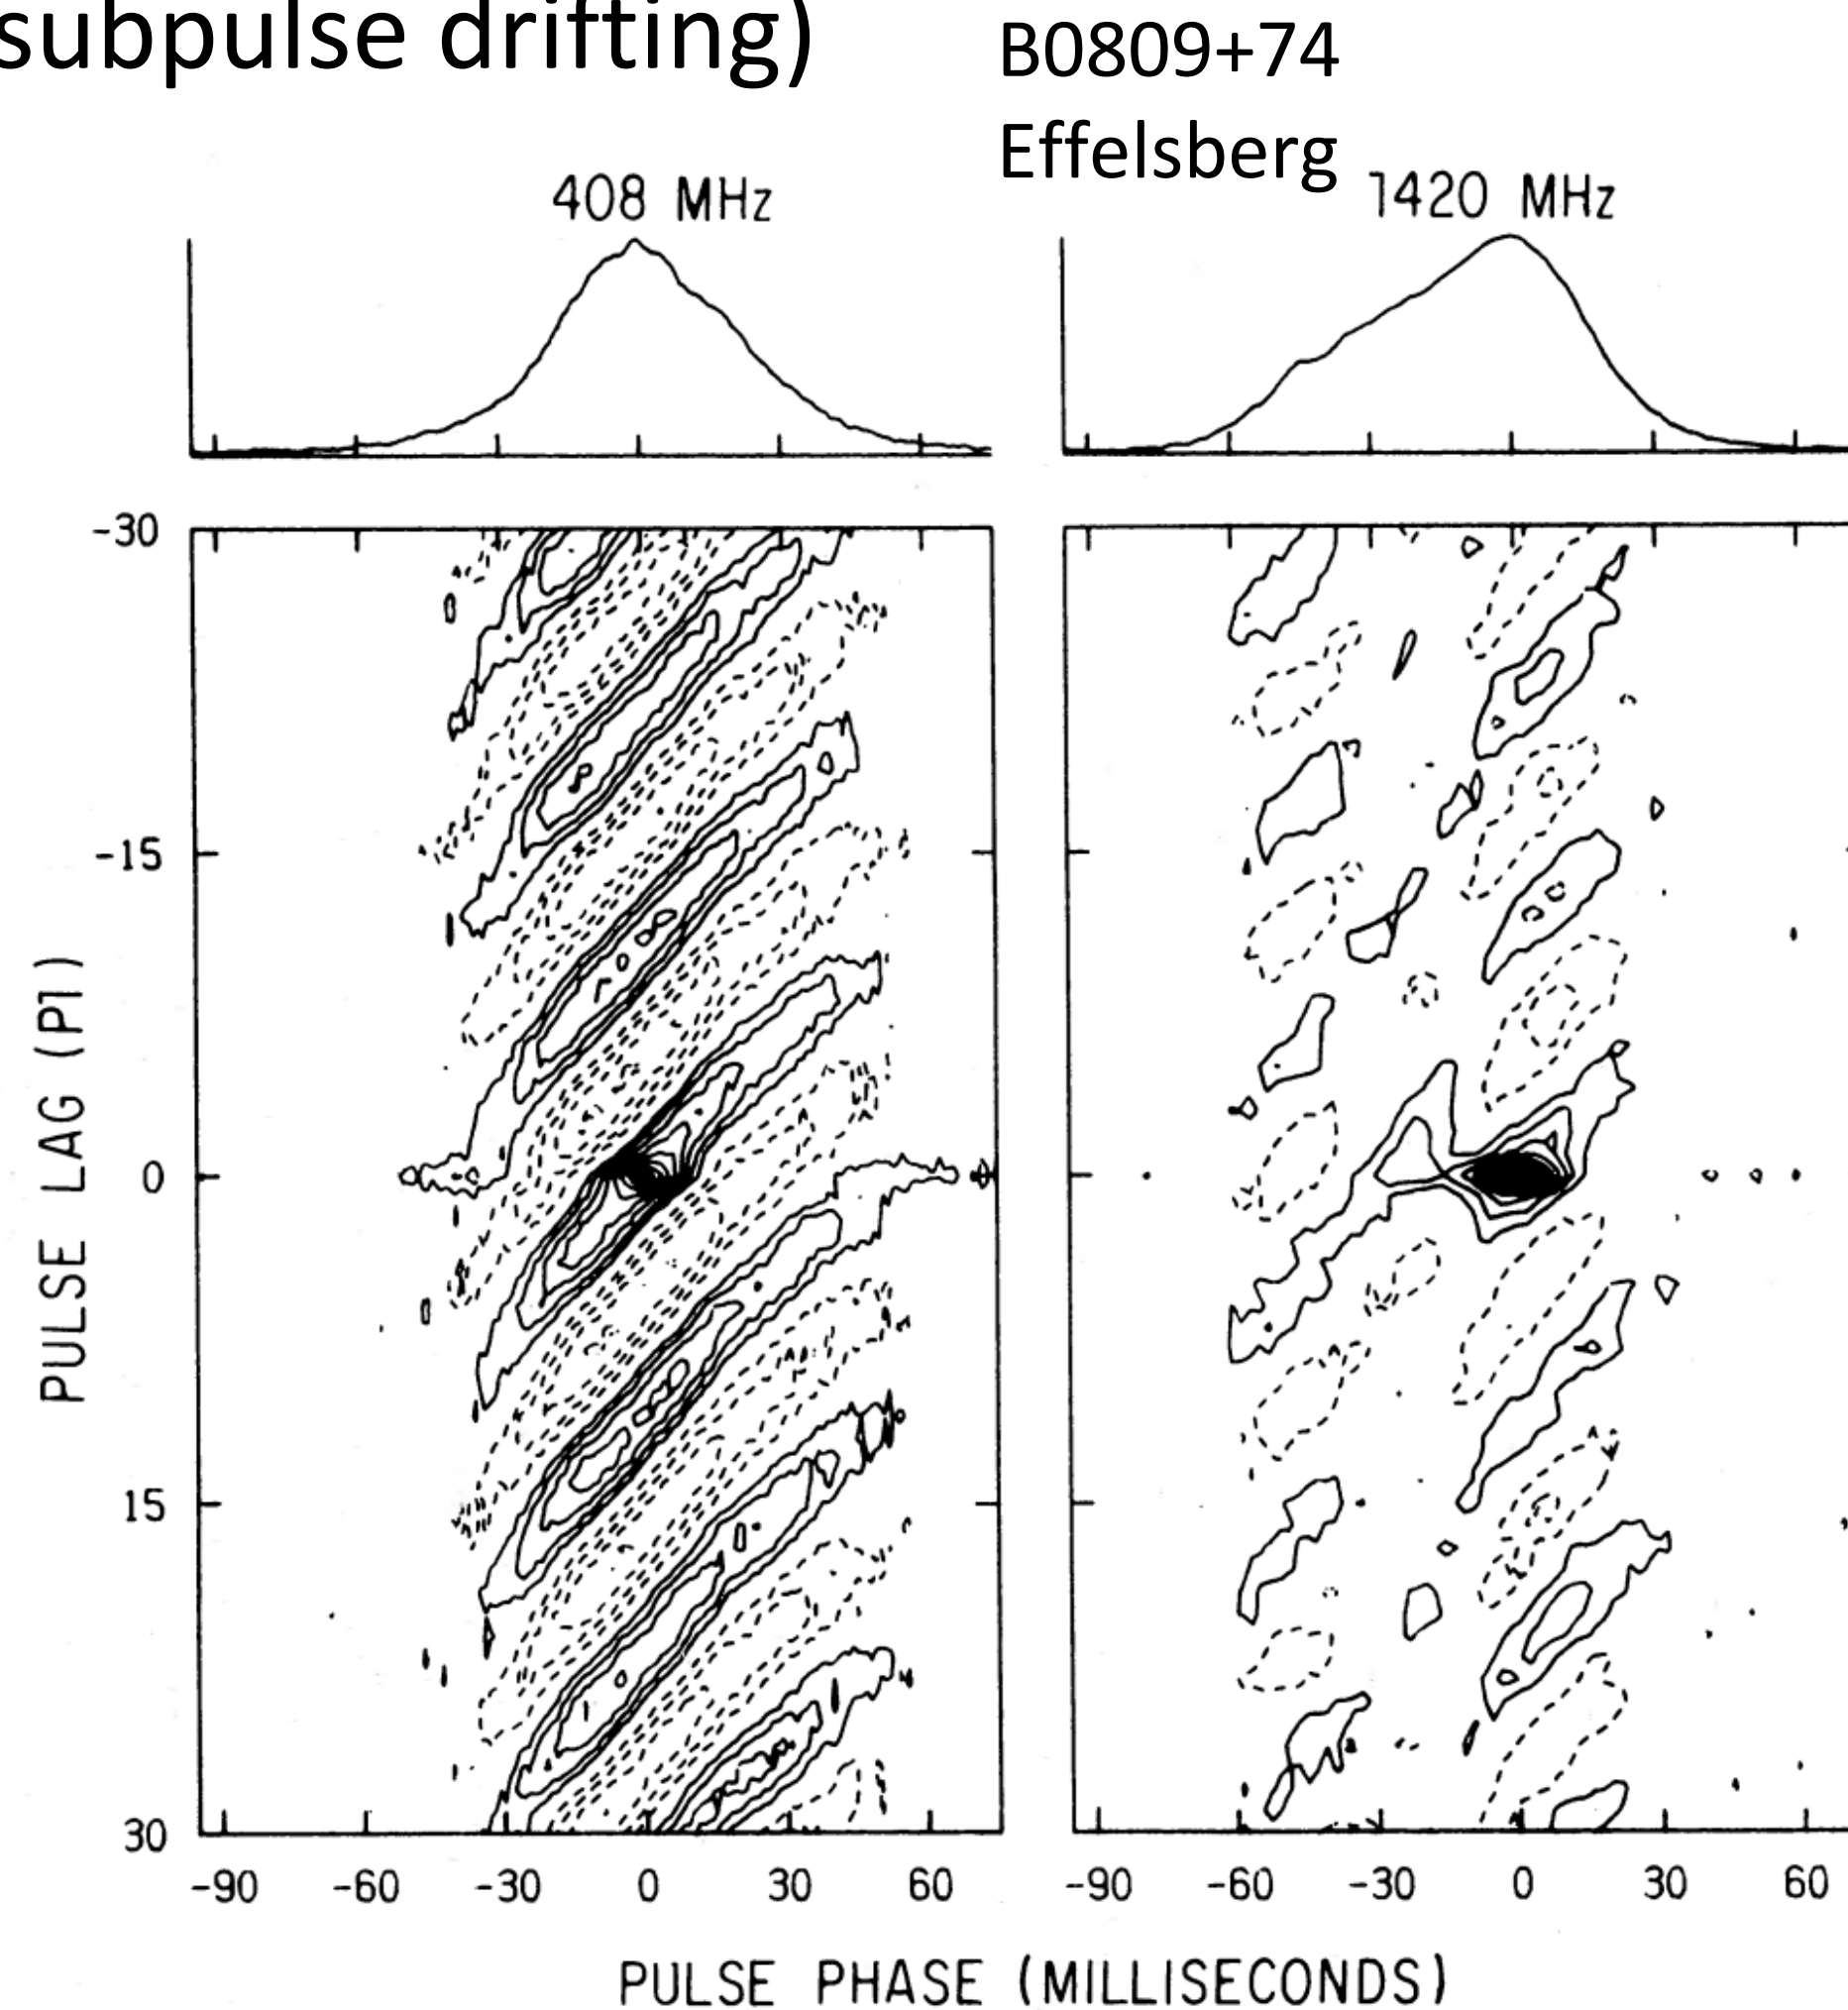 subpulse drifting)
B0809+74
Effelsberg
408 MHz
1420 MHz
-30
-15
0
15
30
PULSE LAG (P1)
-90 -60 -30 0 30 60
-90 -60 -30 0 30 60
PULSE PHASE (MILLISECONDS)